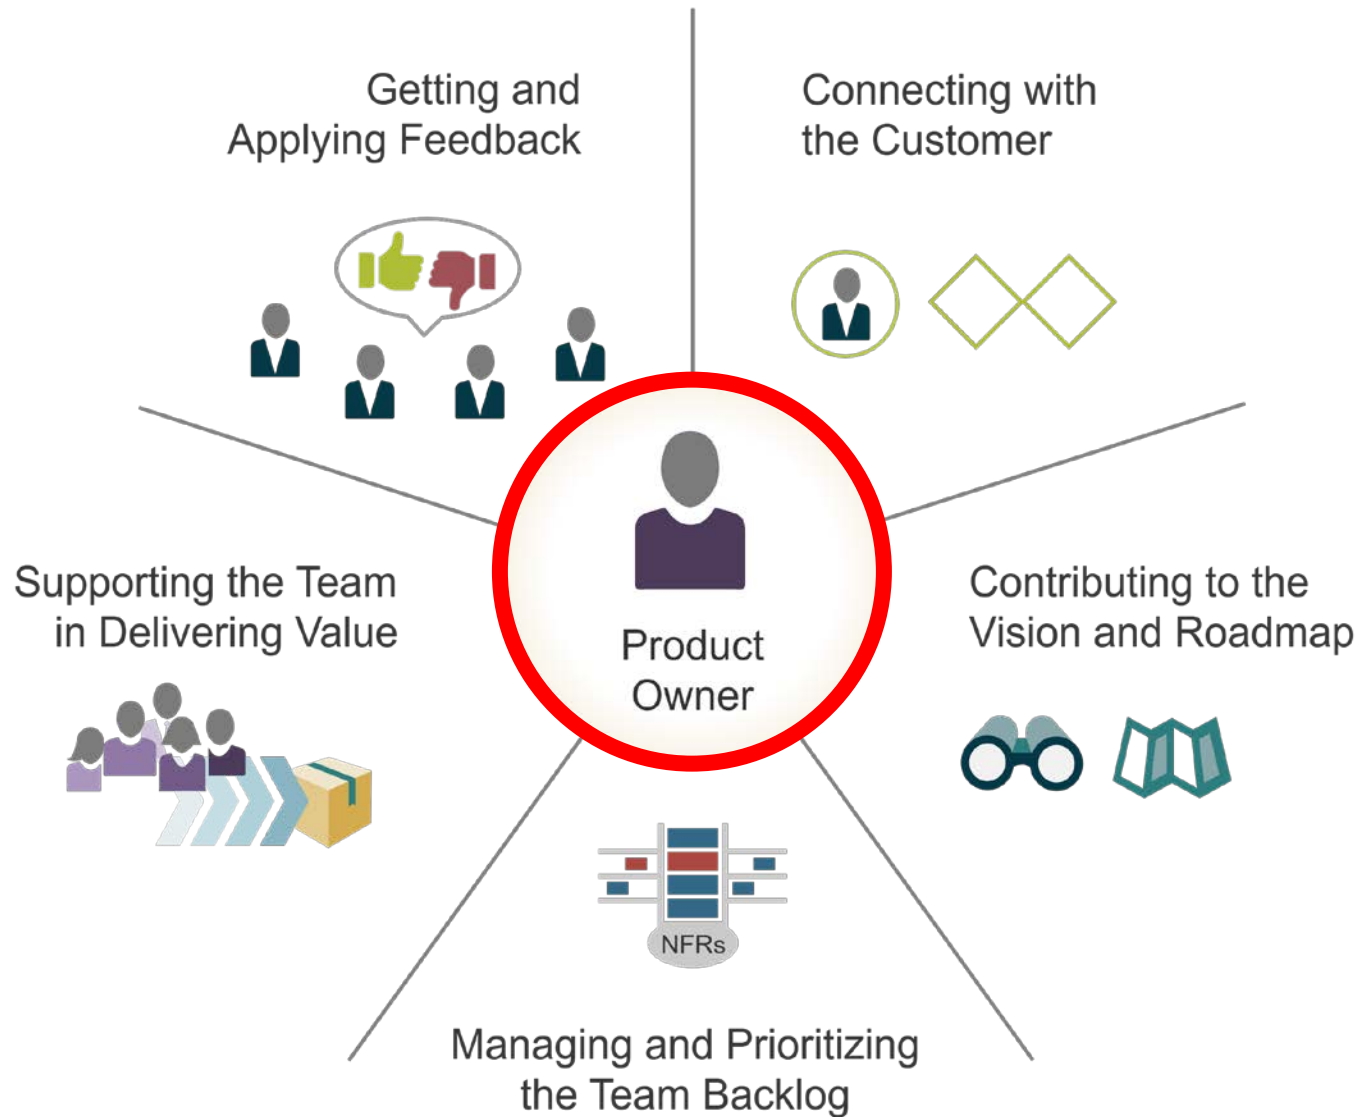 Getting and
Applying Feedback
Connecting with
the Customer
Supporting the Team
in Delivering Value
Product
Owner
Contributing to the
Vision and Roadmap
NFRs
Managing and Prioritizing
the Team Backlog